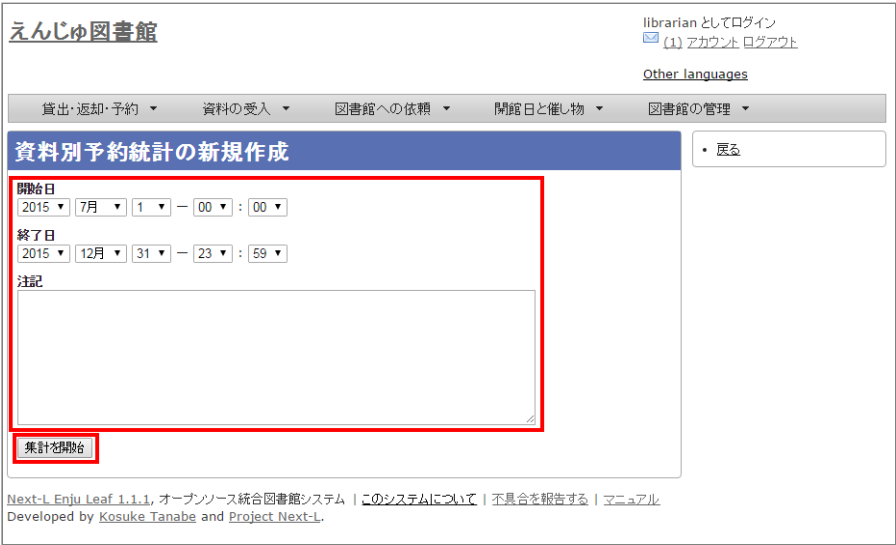 えんじゅ図書館
librarian としてログイン
(1) アカウント ログアウト
Other languages
貸出・返却・予約 ▼ 資料の受入 ▼ 図書館への依頼 ▼ 開館日と催し物 ▼ 図書館の管理 ▼
資料別予約統計の新規作成
• 戻る
開始日
2015 ▼ 7月 ▼ 1 ▼ — 00 ▼ : 00 ▼
終了日
2015 ▼ 12月 ▼ 31 ▼ — 23 ▼ : 59 ▼
注記
集計を開始
Next-L Enju Leaf 1.1.1, オープンソース統合図書館システム | このシステムについて | 不具合を報告する | マニュアル
Developed by Kosuke Tanabe and Project Next-L.